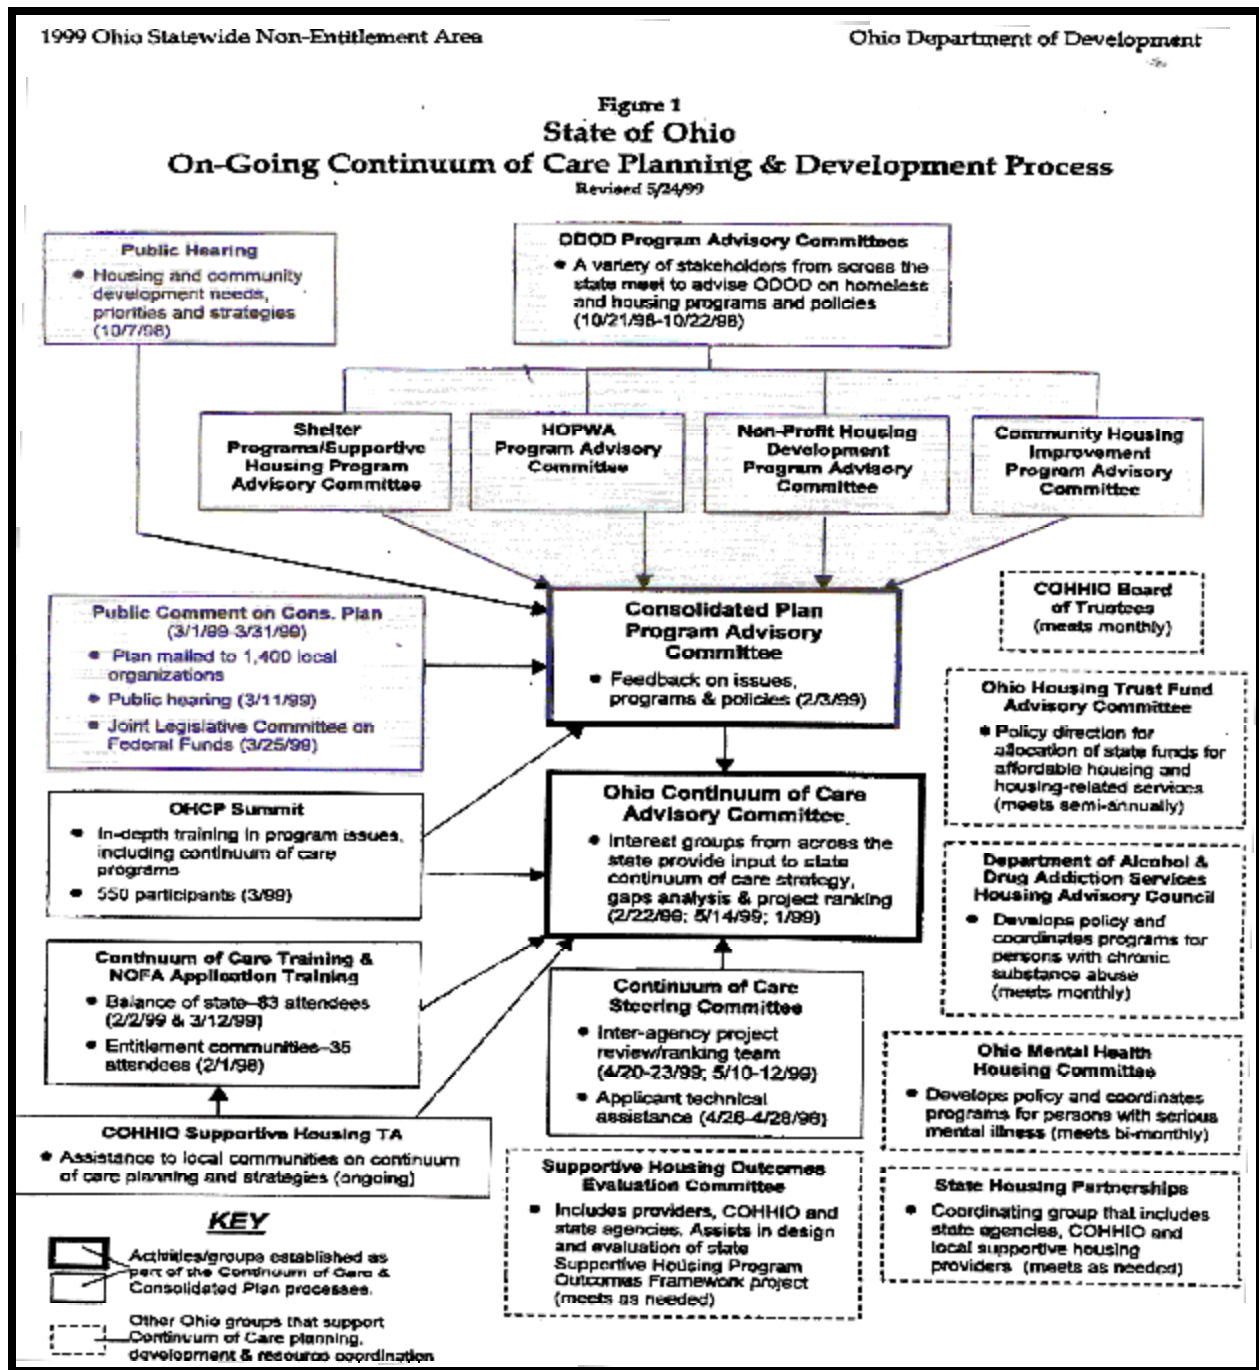 1999 Ohio Statewide Non-Entitlement Area
Ohio Department of Development
Figure 1
State of Ohio
On-Going Continuum of Care Planning & Development Process
Revised 5/24/99
Public Hearing
• Housing and community
development needs,
priorities and strategies
(10/7/98)
ODOD Program Advisory Committees
• A variety of stakeholders from across the
state meet to advise ODOD on homeless
and housing programs and policies
(10/21/98-10/22/98)
Shelter
Programs/Supportive
Housing Program
Advisory Committee
HOPWA
Program Advisory
Committee
Non-Profit Housing
Development
Program Advisory
Committee
Community Housing
Improvement
Program Advisory
Committee
Public Comment on Cons. Plan
(3/1/99-3/31/99)
• Plan mailed to 1,400 local
organizations
• Public hearing (3/11/99)
• Joint Legislative Committee on
Federal Funds (3/25/99)
Consolidated Plan
Program Advisory
Committee
• Feedback on issues,
programs & policies (2/3/99)
COHHIO Board
of Trustees
(meets monthly)
Ohio Housing Trust Fund
Advisory Committee
• Policy direction for
allocation of state funds for
affordable housing and
housing-related services
(meets semi-annually)
OHCP Summit
• In-depth training in program issues,
including continuum of care
programs
• 550 participants (3/99)
Ohio Continuum of Care
Advisory Committee
• Interest groups from across the
state provide input to state
continuum of care strategy,
gaps analysis & project ranking
(2/22/99; 5/14/99; 1/99)
Department of Alcohol &
Drug Addiction Services
Housing Advisory Council
• Develops policy and
coordinates programs for
persons with chronic
substance abuse
(meets monthly)
Continuum of Care Training &
NOFA Application Training
• Balance of state–83 attendees
(2/2/99 & 3/12/99)
• Entitlement communities–35
attendees (2/1/98)
Continuum of Care
Steering Committee
• Inter-agency project
review/ranking team
(4/20-23/99; 5/10-12/99)
• Applicant technical
assistance (4/26-4/28/98)
Ohio Mental Health
Housing Committee
• Develops policy and coordinates
programs for persons with serious
mental illness (meets bi-monthly)
COHHIO Supportive Housing TA
• Assistance to local communities on continuum
of care planning and strategies (ongoing)
Supportive Housing Outcomes
Evaluation Committee
• Includes providers, COHHIO and
state agencies. Assists in design
and evaluation of state
Supportive Housing Program
Outcomes Framework project
(meets as needed)
State Housing Partnerships
• Coordinating group that includes
state agencies, COHHIO and
local supportive housing
providers (meets as needed)
KEY
Activities/groups established as
part of the Continuum of Care &
Consolidated Plan processes.
Other Ohio groups that support
Continuum of Care planning,
development & resource coordination